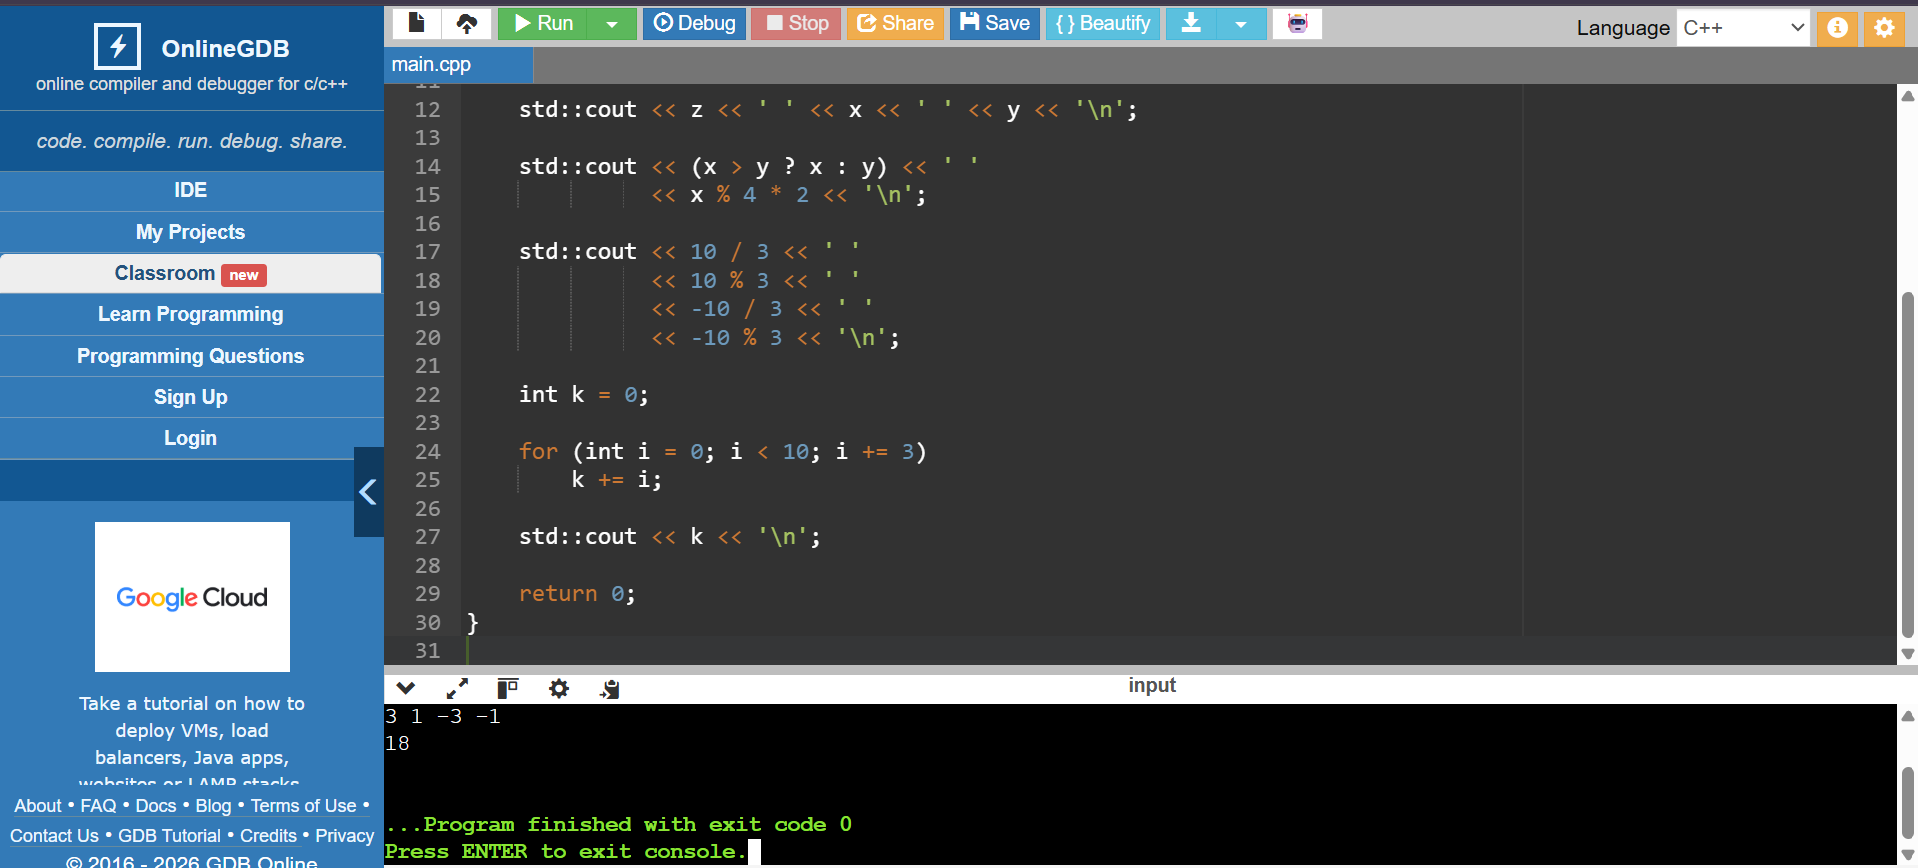 OnlineGDB
online compiler and debugger for c/c++
code. compile. run. debug. share.
IDE
My Projects
Classroom new
Learn Programming
Programming Questions
Sign Up
Login
Google Cloud
Take a tutorial on how to
deploy VMs, load
balancers, Java apps,
websites or LAMP stacks
About • FAQ • Docs • Blog • Terms of Use •
Contact Us • GDB Tutorial • Credits • Privacy
© 2016 - 2026 GDB Online
Run Debug Stop Share Save {} Beautify
Language C++
main.cpp
11
12 std::cout << z << ' ' << x << ' ' << y << '\n';
13
14 std::cout << (x > y ? x : y) << ' '
15 << x % 4 * 2 << '\n';
16
17 std::cout << 10 / 3 << ' '
18 << 10 % 3 << ' '
19 << -10 / 3 << ' '
20 << -10 % 3 << '\n';
21
22 int k = 0;
23
24 for (int i = 0; i < 10; i += 3)
25 k += i;
26
27 std::cout << k << '\n';
28
29 return 0;
30 }
31
input
3 1 -3 -1
18
...Program finished with exit code 0
Press ENTER to exit console.